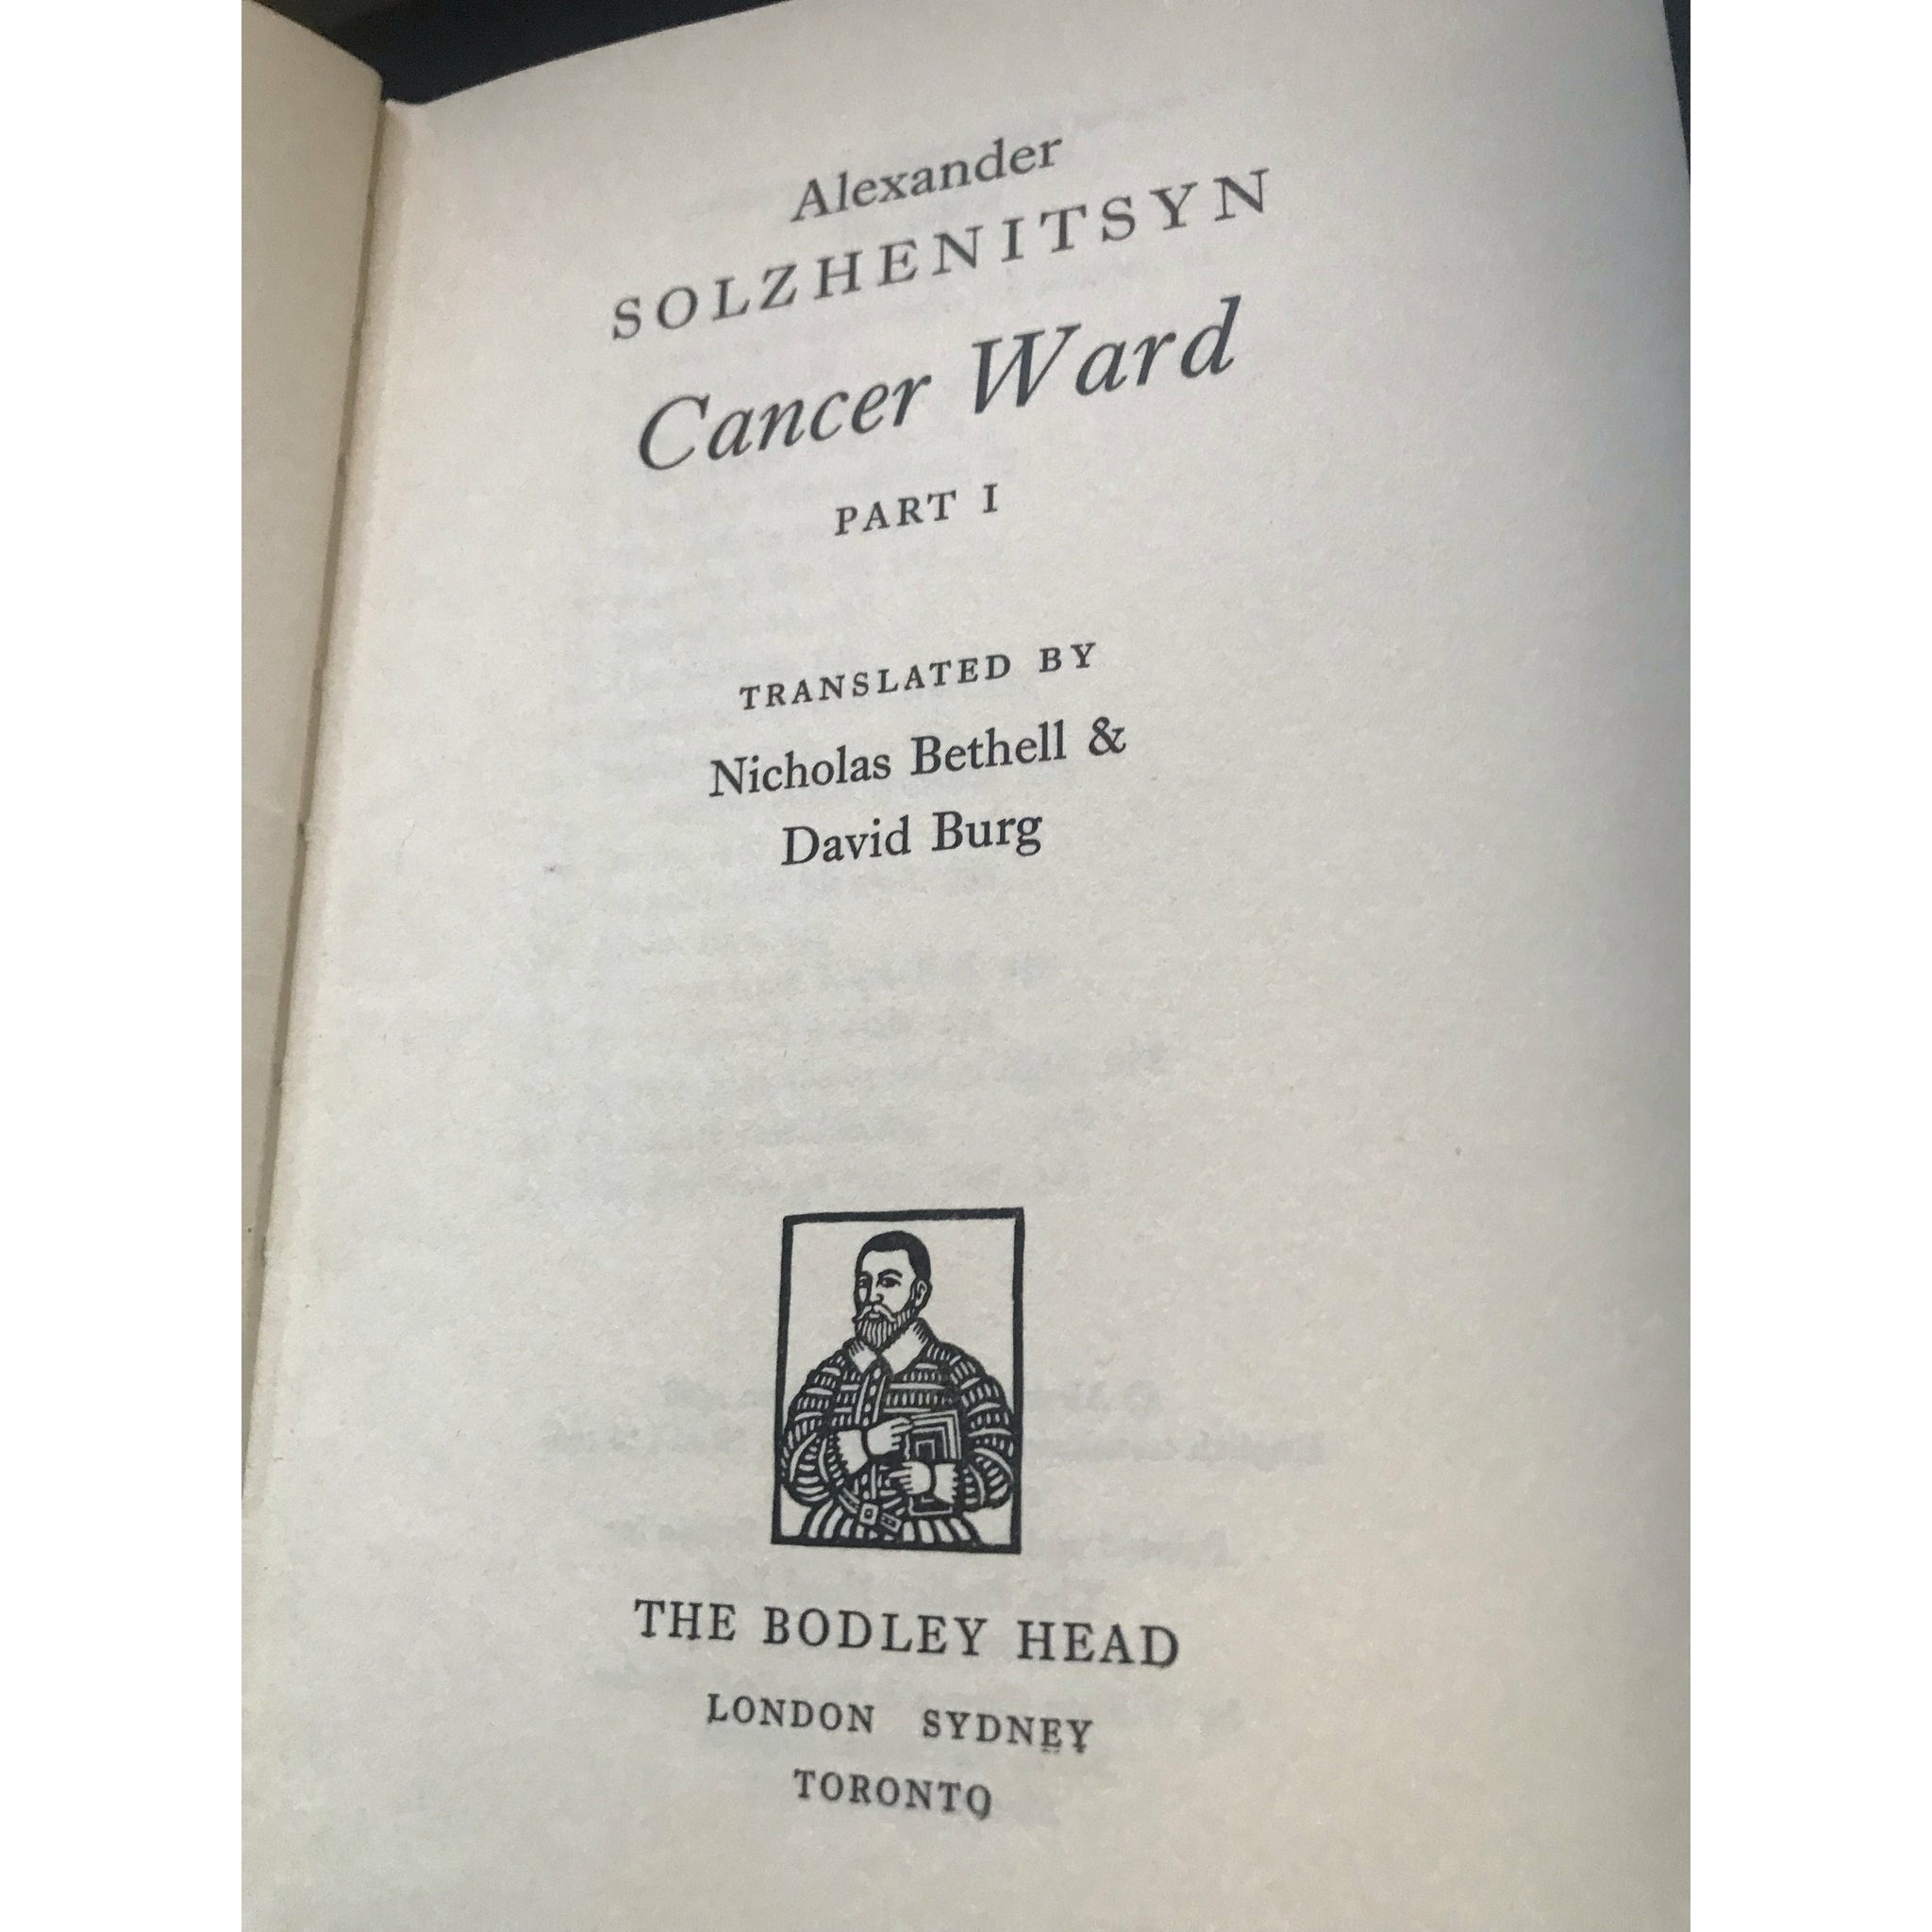 Alexander
SOLZHENITSYN
Cancer Ward
PART I
TRANSLATED BY
Nicholas Bethell &
David Burg
THE BODLEY HEAD
LONDON SYDNEY
TORONTO